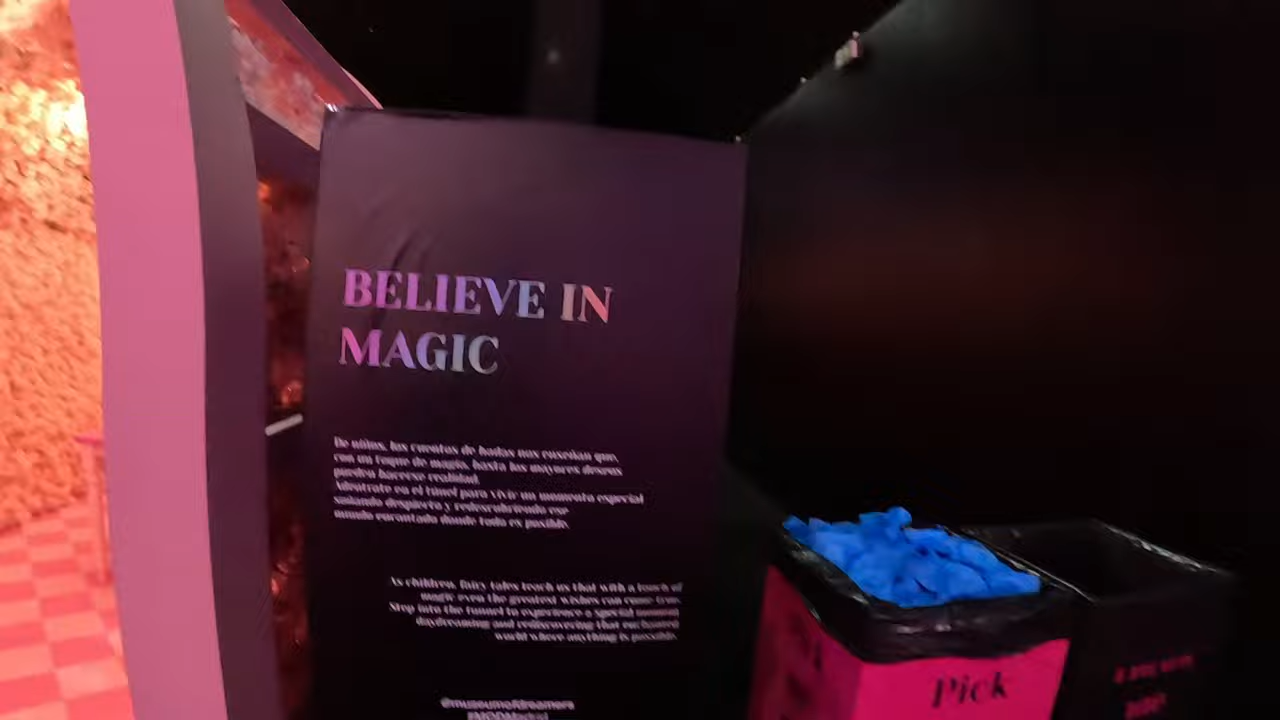 BELIEVE IN
MAGIC
De niños, los cuentos de hadas nos enseñan que,
con un toque de magia, hasta los mayores deseos
pueden hacerse realidad.
Adéntrate en el túnel para vivir un momento especial
soñando despierto y redescubriendo ese
mundo encantado donde todo es posible.
As children, fairy tales teach us that with a touch of
magic even the greatest wishes can come true.
Step into the tunnel to experience a special moment
daydreaming and rediscovering that enchanted
world where anything is possible.
@museumofdreamers
#MODMadrid
Pick